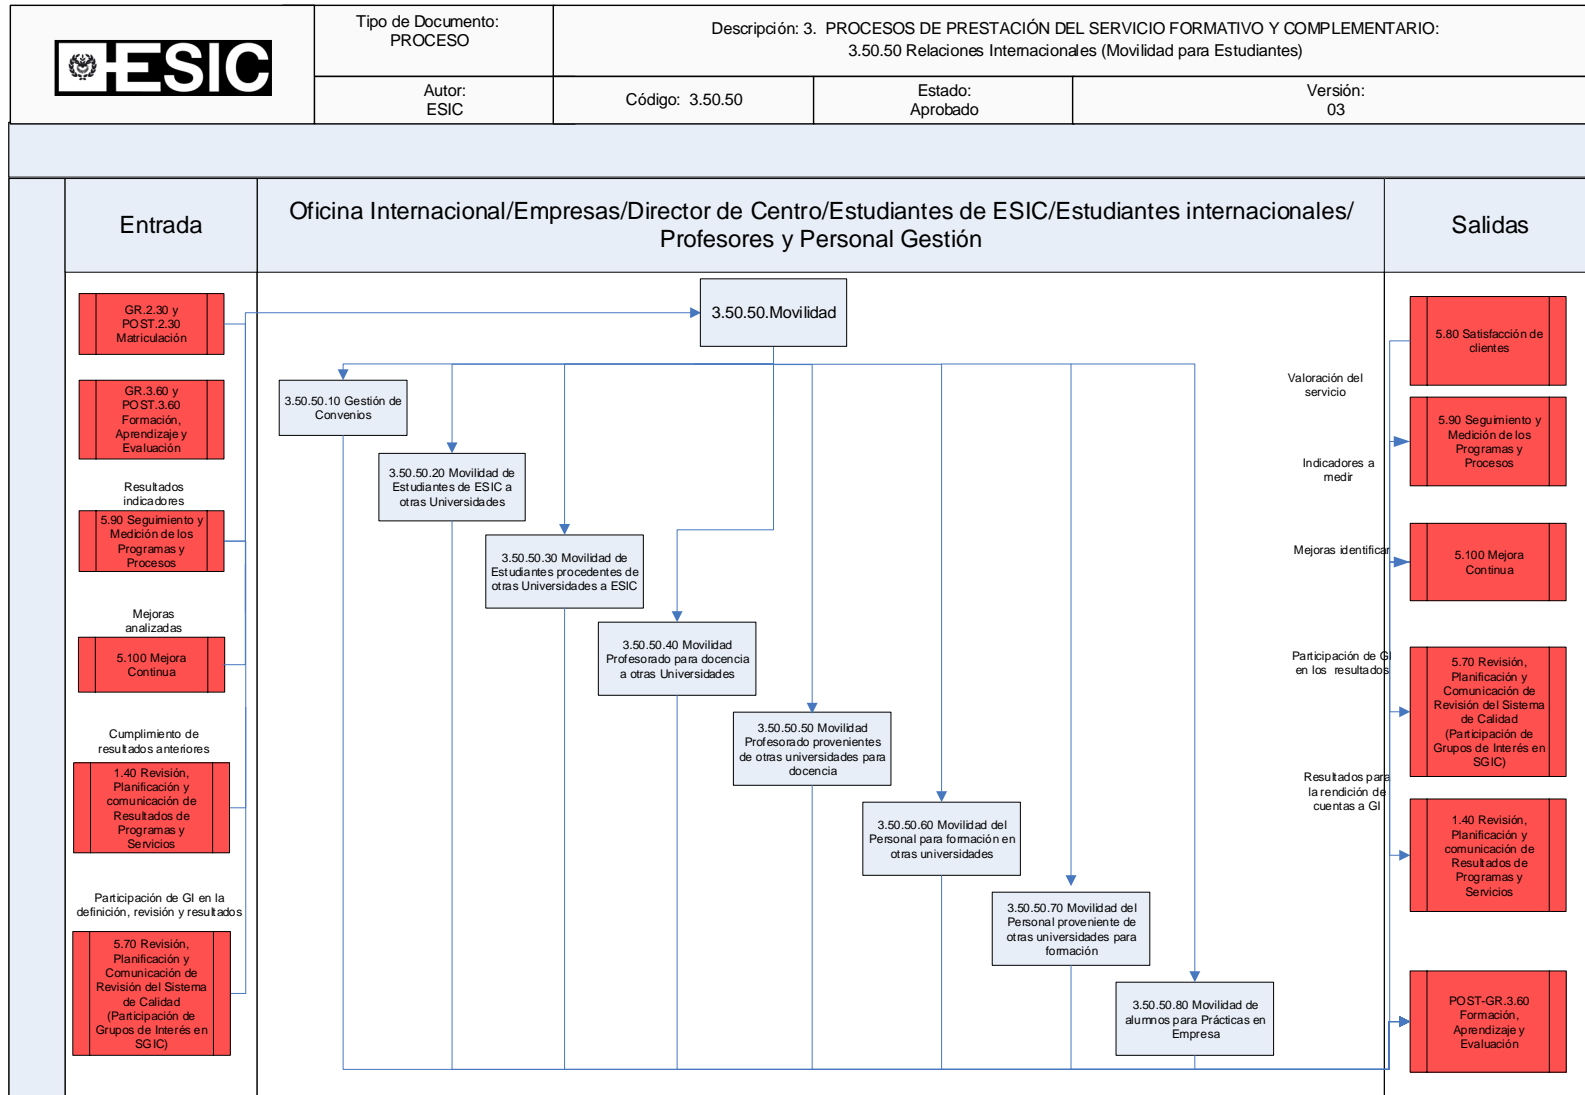 ESIC
Tipo de Documento:
PROCESO
Descripción: 3. PROCESOS DE PRESTACIÓN DEL SERVICIO FORMATIVO Y COMPLEMENTARIO:
3.50.50 Relaciones Internacionales (Movilidad para Estudiantes)
Autor:
ESIC
Código: 3.50.50
Estado:
Aprobado
Versión:
03
Entrada
Oficina Internacional/Empresas/Director de Centro/Estudiantes de ESIC/Estudiantes internacionales/
Profesores y Personal Gestión
Salidas
GR.2.30 y
POST.2.30
Matriculación
GR.3.60 y
POST.3.60
Formación,
Aprendizaje y
Evaluación
Resultados
indicadores
5.90 Seguimiento y
Medición de los
Programas y
Procesos
Mejoras
analizadas
5.100 Mejora
Continua
Cumplimiento de
resultados anteriores
1.40 Revisión,
Planificación y
comunicación de
Resultados de
Programas y
Servicios
Participación de GI en la
definición, revisión y resultados
5.70 Revisión,
Planificación y
Comunicación de
Revisión del Sistema
de Calidad
(Participación de
Grupos de Interés en
SGIC)
3.50.50.Movilidad
3.50.50.10 Gestión de
Convenios
3.50.50.20 Movilidad de
Estudiantes de ESIC a
otras Universidades
3.50.50.30 Movilidad de
Estudiantes procedentes de
otras Universidades a ESIC
3.50.50.40 Movilidad
Profesorado para docencia
a otras Universidades
3.50.50.50 Movilidad
Profesorado provenientes
de otras universidades para
docencia
3.50.50.60 Movilidad del
Personal para formación en
otras universidades
3.50.50.70 Movilidad del
Personal proveniente de
otras universidades para
formación
3.50.50.80 Movilidad de
alumnos para Prácticas en
Empresa
Valoración del
servicio
Indicadores a
medir
Mejoras identificar
Participación de GI
en los resultados
Resultados para
la rendición de
cuentas a GI
5.80 Satisfacción de
clientes
5.90 Seguimiento y
Medición de los
Programas y
Procesos
5.100 Mejora
Continua
5.70 Revisión,
Planificación y
Comunicación de
Revisión del Sistema
de Calidad
(Participación de
Grupos de Interés en
SGIC)
1.40 Revisión,
Planificación y
comunicación de
Resultados de
Programas y
Servicios
POST-GR.3.60
Formación,
Aprendizaje y
Evaluación